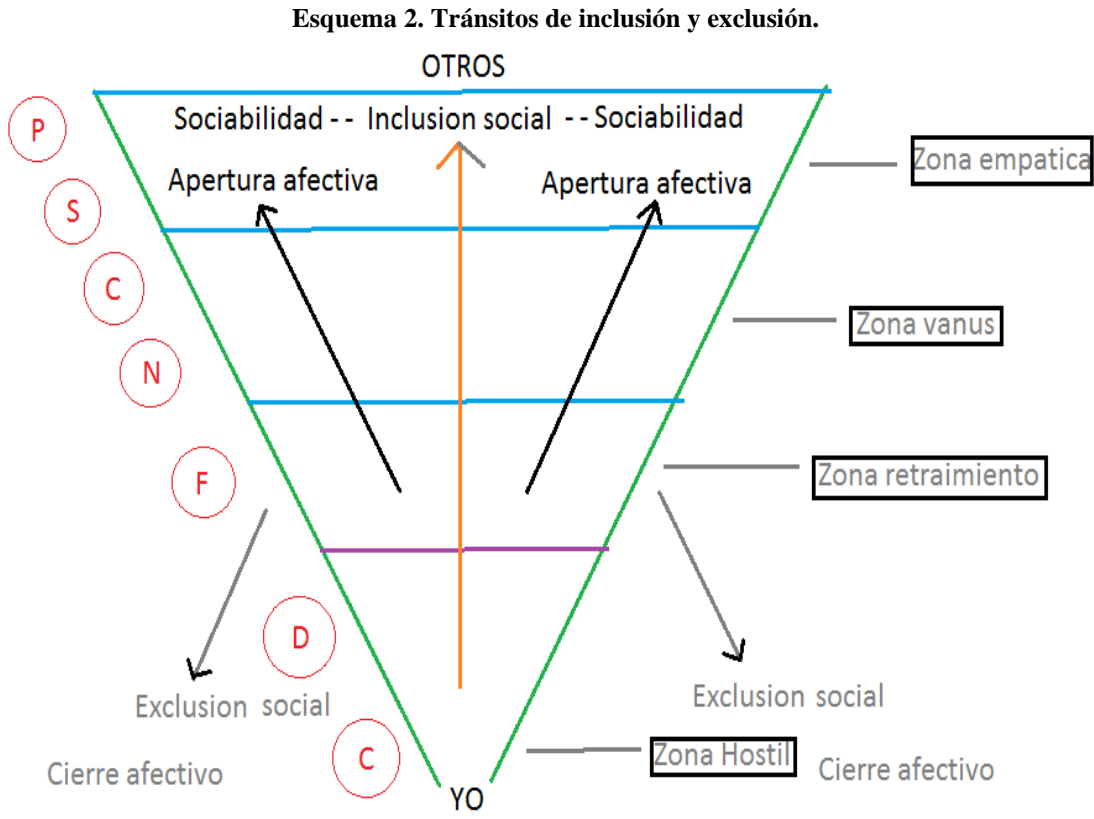 Esquema 2. Tránsitos de inclusión y exclusión.
OTROS
Sociabilidad - - Inclusion social - - Sociabilidad
P
Zona empatica
Apertura afectiva
Apertura afectiva
S
C
Zona vanus
N
F
Zona retraimiento
D
Exclusion social
Exclusion social
C
Zona Hostil
Cierre afectivo
Cierre afectivo
YO